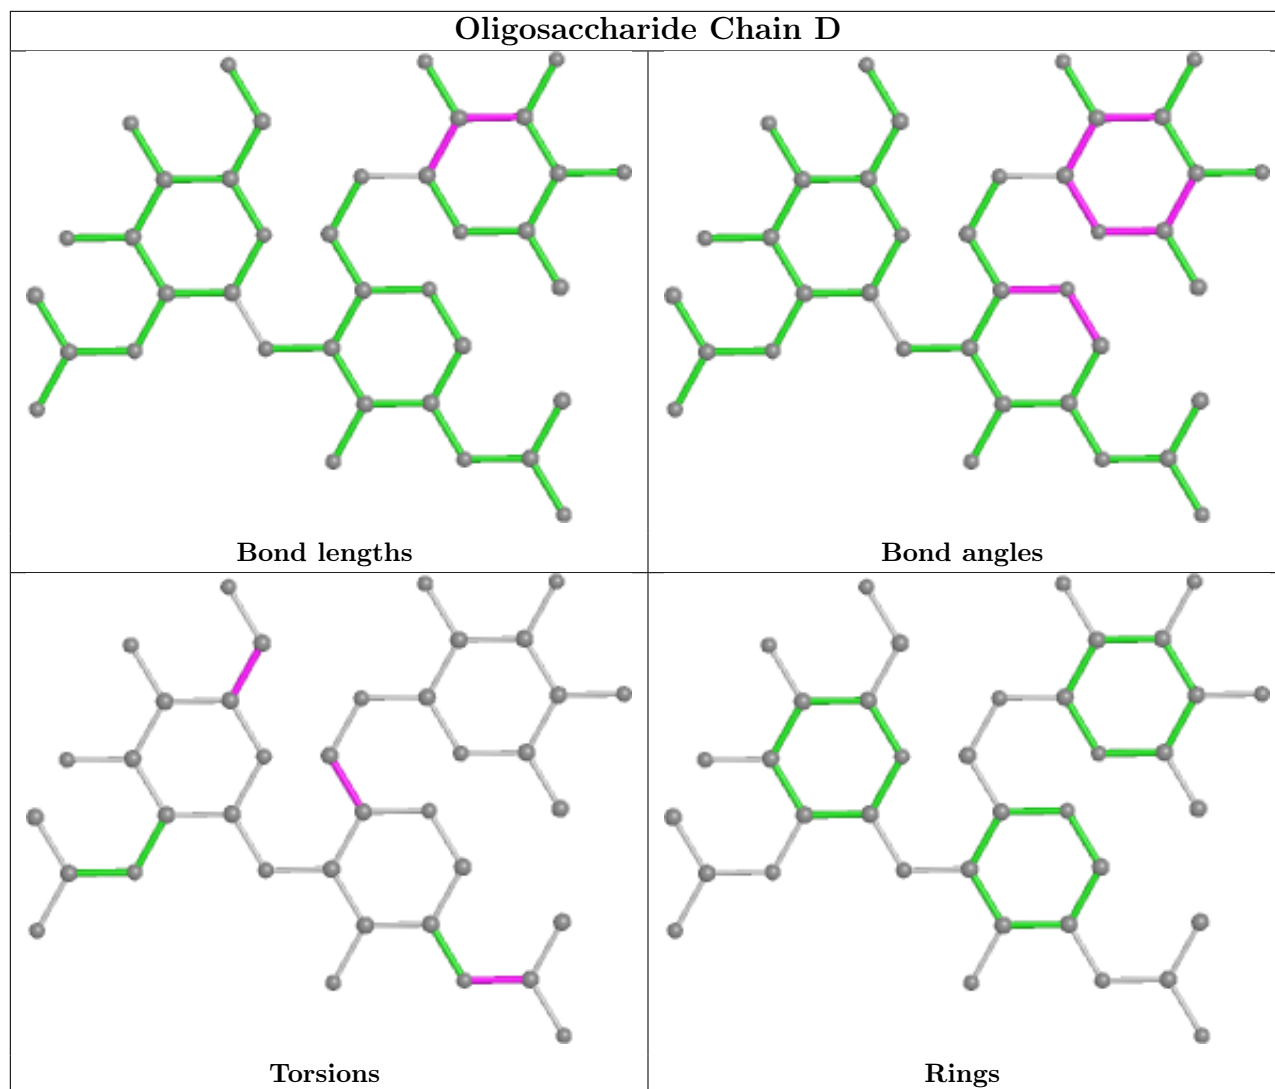 Oligosaccharide Chain D
Bond lengths
Bond angles
Torsions
Rings